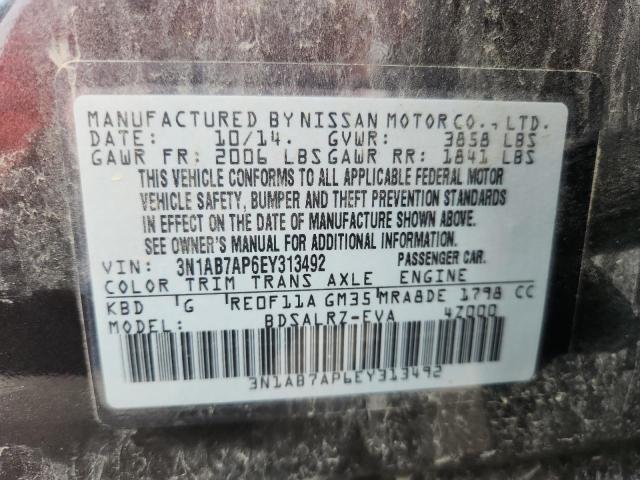 MANUFACTURED BY NISSAN MOTOR CO., LTD.
DATE: 10/14. GVWR: 3858 LBS
GAWR FR: 2006 LBS GAWR RR: 1841 LBS
THIS VEHICLE CONFORMS TO ALL APPLICABLE FEDERAL MOTOR
VEHICLE SAFETY, BUMPER AND THEFT PREVENTION STANDARDS
IN EFFECT ON THE DATE OF MANUFACTURE SHOWN ABOVE.
SEE OWNER'S MANUAL FOR ADDITIONAL INFORMATION.
VIN: 3N1AB7AP6EY313492 PASSENGER CAR.
COLOR TRIM TRANS AXLE ENGINE
KBD G RE0F11A GM35 MRA8DE 1798 CC
MODEL: BDSALRZ-EVA 4Z000
3N1AB7AP6EY313492